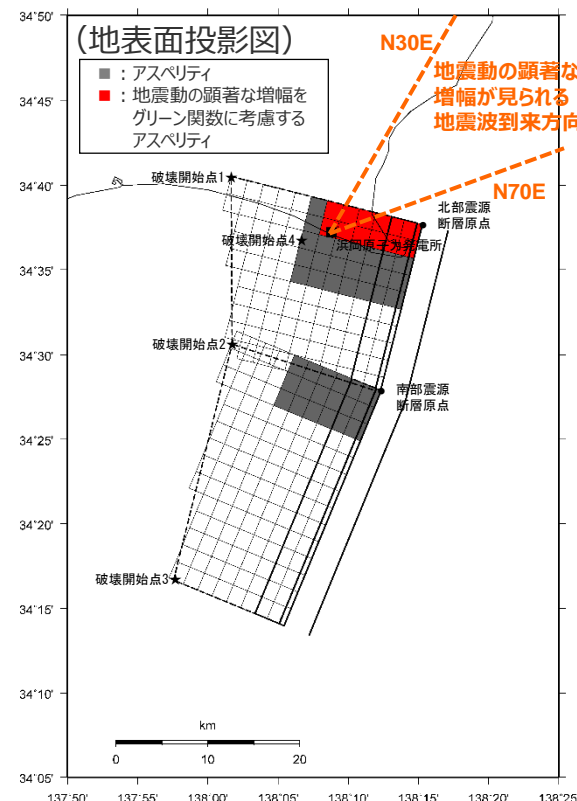 (地表面投影図)
■ : アスペリティ
■ : 地震動の顕著な増幅を
グリーン関数に考慮する
アスペリティ
N30E
地震動の顕著な
増幅が見られる
地震波到来方向
N70E
破壊開始点1
北部震源
断層原点
破壊開始点4
浜岡原子力発電所
破壊開始点2
南部震源
断層原点
破壊開始点3
km
0 10 20
34°50'
34°45'
34°40'
34°35'
34°30'
34°25'
34°20'
34°15'
34°10'
34°05'
137°50' 137°55' 138°00' 138°05' 138°10' 138°15' 138°20' 138°25'